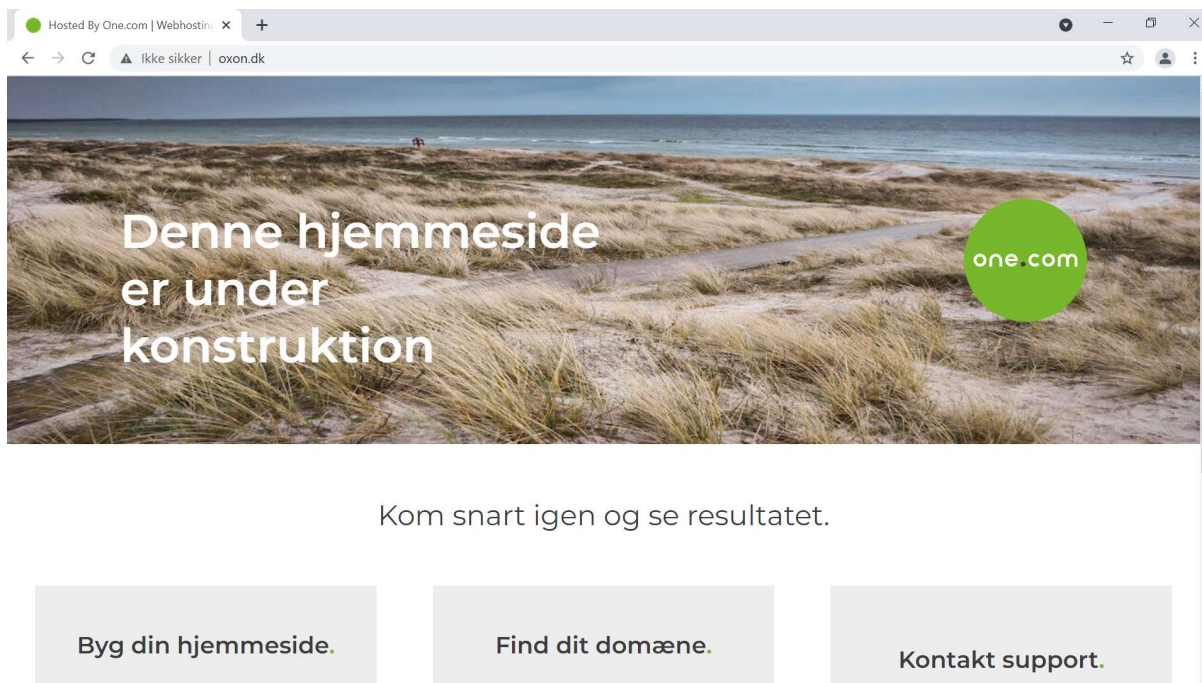 Hosted By One.com | Webhosting
Ikke sikker | oxon.dk
Denne hjemmeside
er under
konstruktion
one.com
Kom snart igen og se resultatet.
Byg din hjemmeside.
Find dit domæne.
Kontakt support.